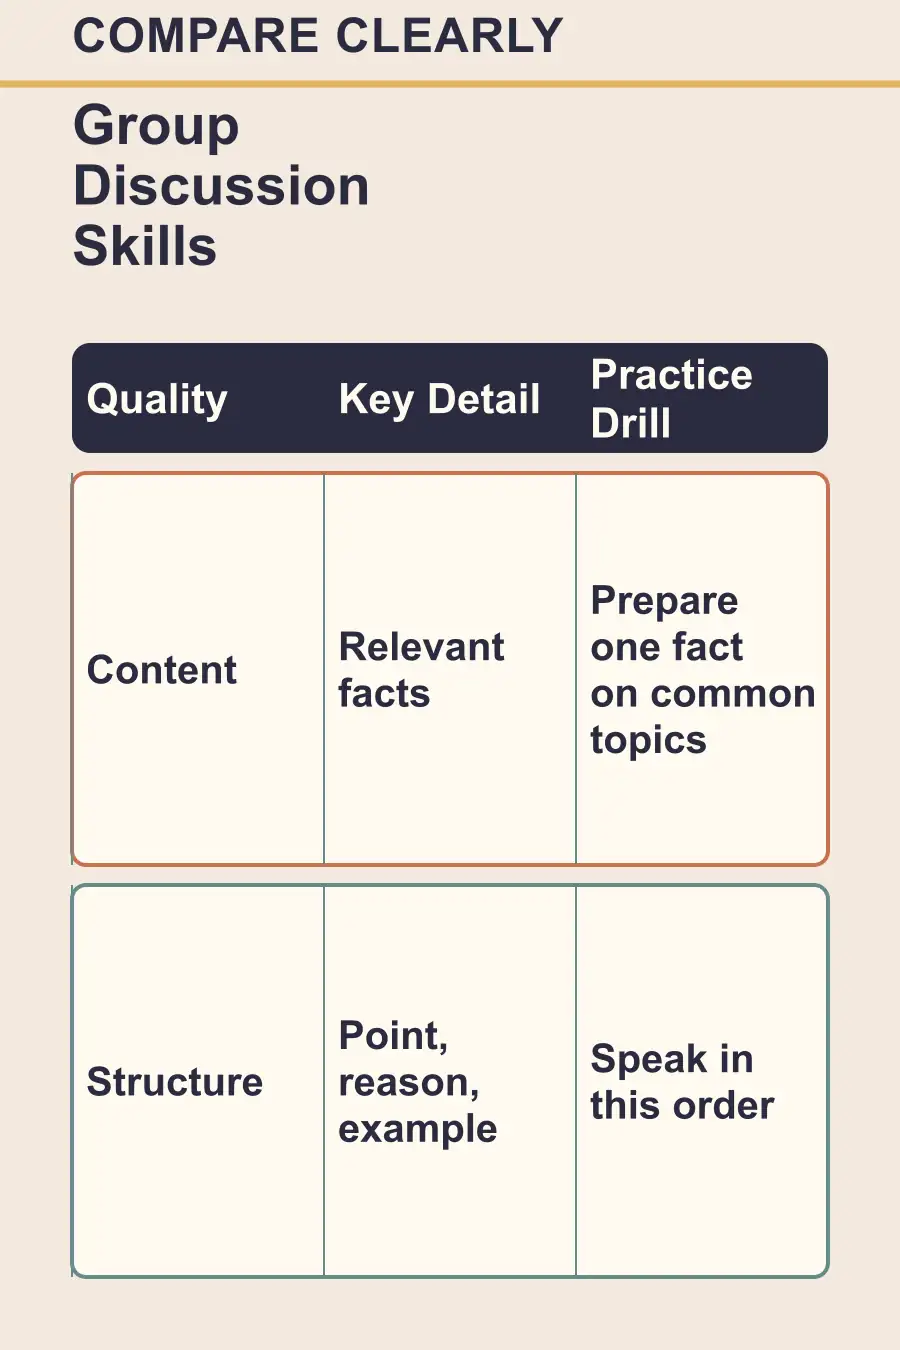 COMPARE CLEARLY
Group
Discussion
Skills
Quality
Key Detail
Practice
Drill
Content
Relevant
facts
Prepare
one fact
on common
topics
Structure
Point,
reason,
example
Speak in
this order